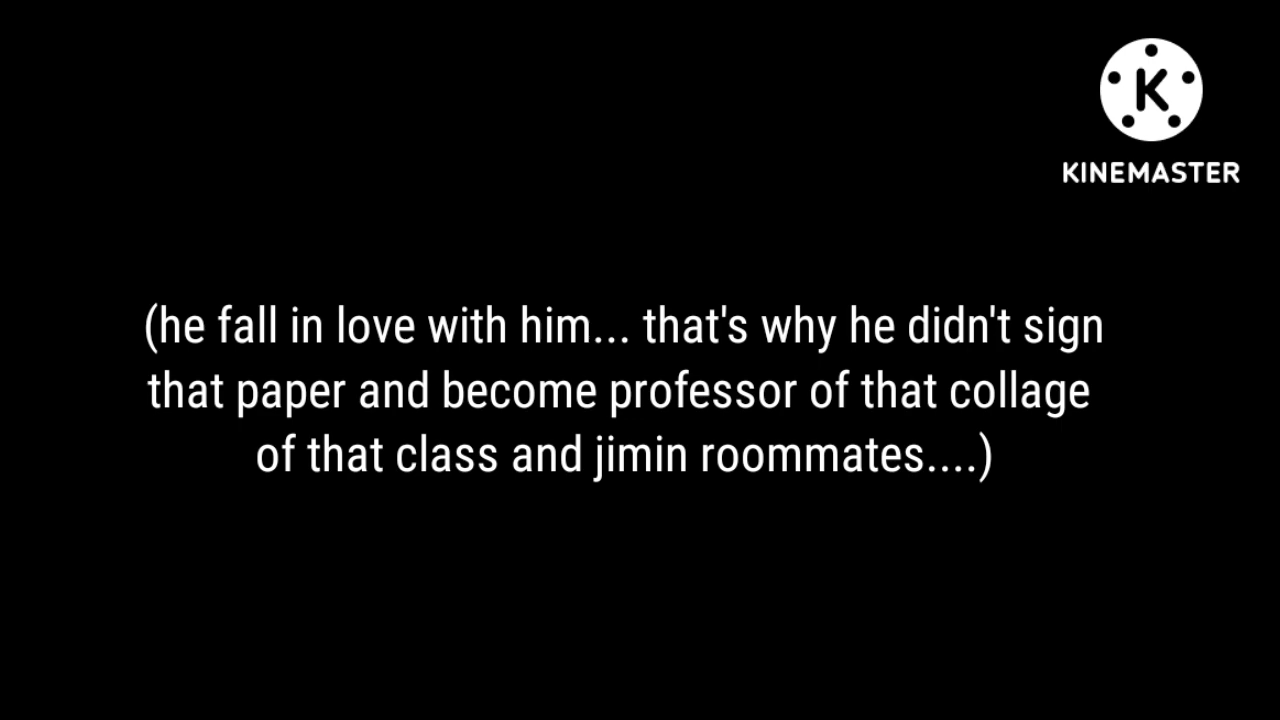 K
KINEMASTER
(he fall in love with him... that's why he didn't sign
that paper and become professor of that collage
of that class and jimin roommates....)